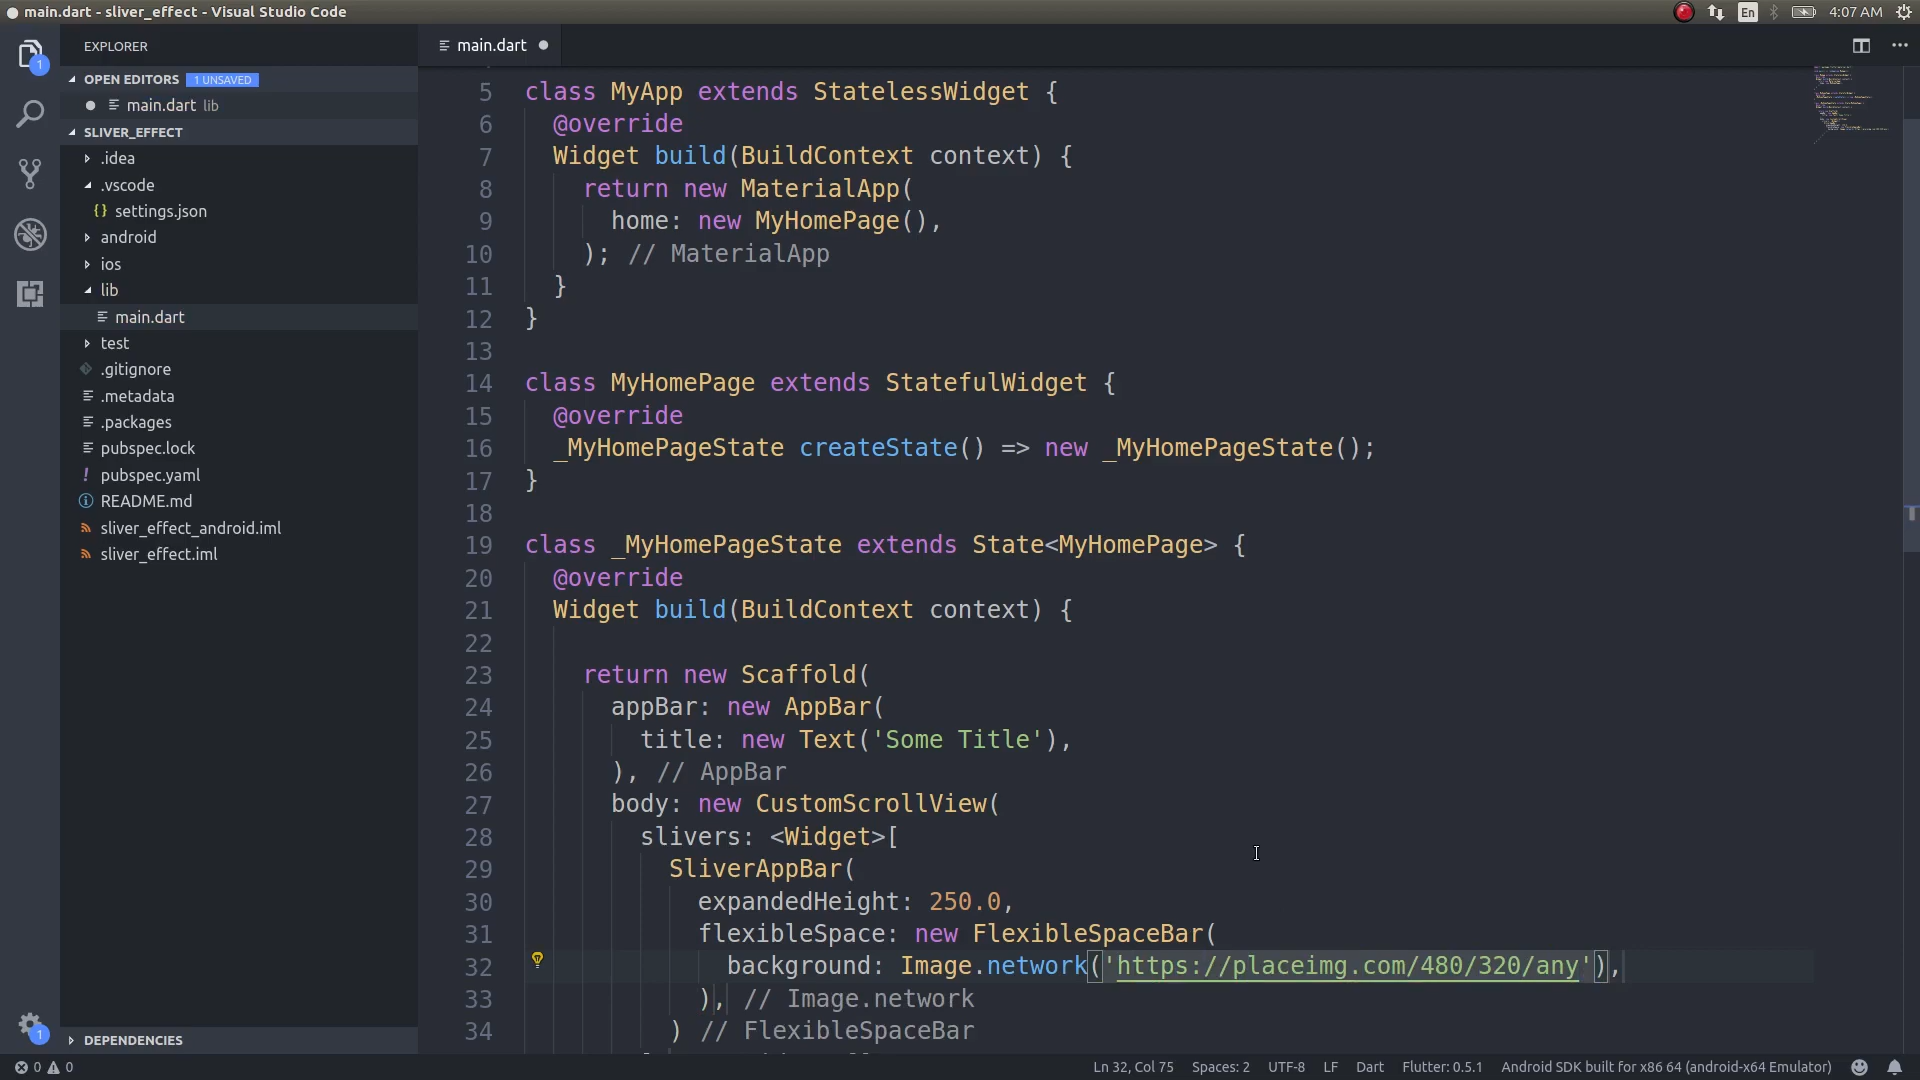 main.dart - sliver_effect - Visual Studio Code
En
4:07 AM
EXPLORER
OPEN EDITORS 1 UNSAVED
main.dart lib
SLIVER_EFFECT
.idea
.vscode
{} settings.json
android
ios
lib
main.dart
test
.gitignore
.metadata
.packages
pubspec.lock
! pubspec.yaml
README.md
sliver_effect_android.iml
sliver_effect.iml
DEPENDENCIES
1
1
main.dart
5 class MyApp extends StatelessWidget {
6 @override
7 Widget build(BuildContext context) {
8 return new MaterialApp(
9 home: new MyHomePage(),
10 ); // MaterialApp
11 }
12 }
13
14 class MyHomePage extends StatefulWidget {
15 @override
16 _MyHomePageState createState() => new _MyHomePageState();
17 }
18
19 class _MyHomePageState extends State<MyHomePage> {
20 @override
21 Widget build(BuildContext context) {
22
23 return new Scaffold(
24 appBar: new AppBar(
25 title: new Text('Some Title'),
26 ), // AppBar
27 body: new CustomScrollView(
28 slivers: <Widget>[
29 SliverAppBar(
30 expandedHeight: 250.0,
31 flexibleSpace: new FlexibleSpaceBar(
32 background: Image.network('https://placeimg.com/480/320/any'),
33 ), // Image.network
34 ) // FlexibleSpaceBar
0 0
Ln 32, Col 75 Spaces: 2 UTF-8 LF Dart Flutter: 0.5.1 Android SDK built for x86 64 (android-x64 Emulator)